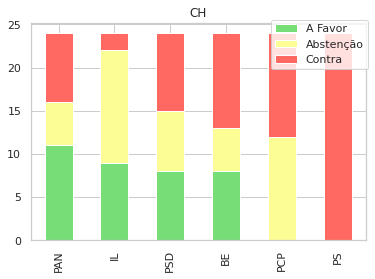 CH
A Favor
Abstenção
Contra
25
20
15
10
5
0
PAN
IL
PSD
BE
PCP
PS